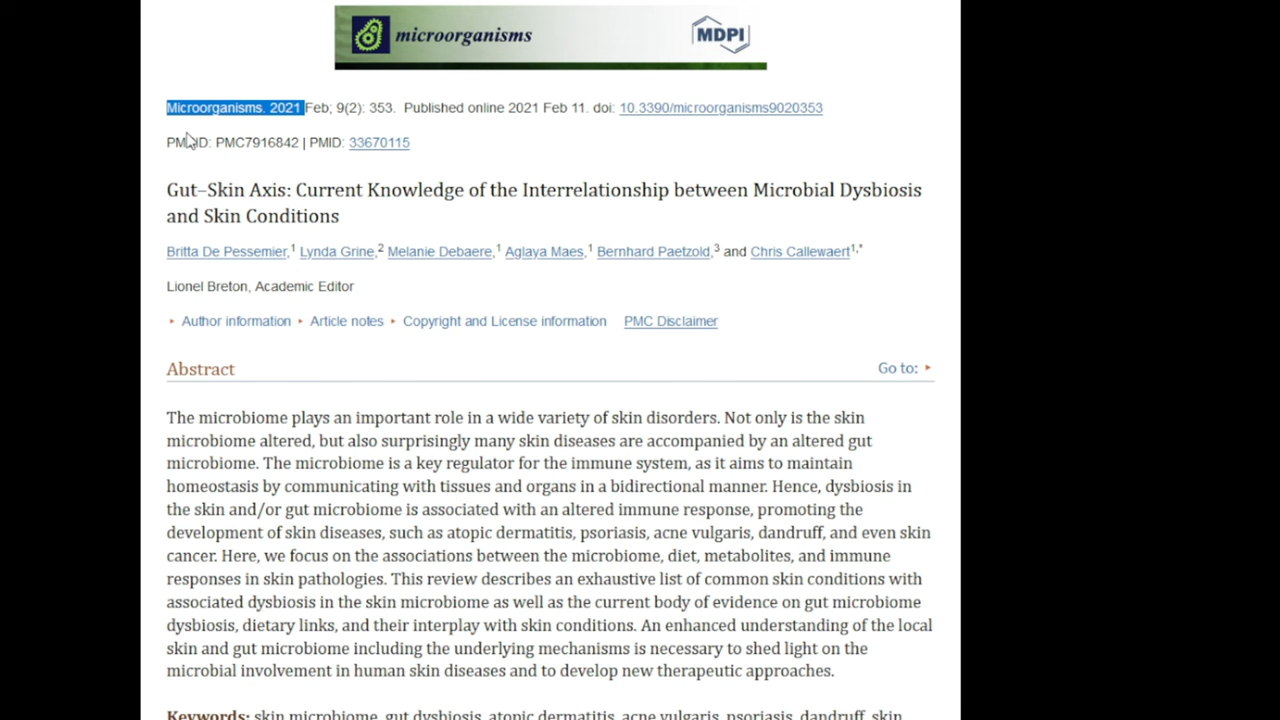 microorganisms MDPI
Microorganisms. 2021 Feb; 9(2): 353. Published online 2021 Feb 11. doi: 10.3390/microorganisms9020353
PMCID: PMC7916842 | PMID: 33670115
Gut–Skin Axis: Current Knowledge of the Interrelationship between Microbial Dysbiosis
and Skin Conditions
Britta De Pessemier,1 Lynda Grine,2 Melanie Debaere,1 Aglaya Maes,1 Bernhard Paetzold,3 and Chris Callewaert1,*
Lionel Breton, Academic Editor
▸ Author information ▸ Article notes ▸ Copyright and License information PMC Disclaimer
Abstract Go to: ▸
The microbiome plays an important role in a wide variety of skin disorders. Not only is the skin
microbiome altered, but also surprisingly many skin diseases are accompanied by an altered gut
microbiome. The microbiome is a key regulator for the immune system, as it aims to maintain
homeostasis by communicating with tissues and organs in a bidirectional manner. Hence, dysbiosis in
the skin and/or gut microbiome is associated with an altered immune response, promoting the
development of skin diseases, such as atopic dermatitis, psoriasis, acne vulgaris, dandruff, and even skin
cancer. Here, we focus on the associations between the microbiome, diet, metabolites, and immune
responses in skin pathologies. This review describes an exhaustive list of common skin conditions with
associated dysbiosis in the skin microbiome as well as the current body of evidence on gut microbiome
dysbiosis, dietary links, and their interplay with skin conditions. An enhanced understanding of the local
skin and gut microbiome including the underlying mechanisms is necessary to shed light on the
microbial involvement in human skin diseases and to develop new therapeutic approaches.
Keywords: skin microbiome, gut dysbiosis, atopic dermatitis, acne vulgaris, psoriasis, dandruff, skin